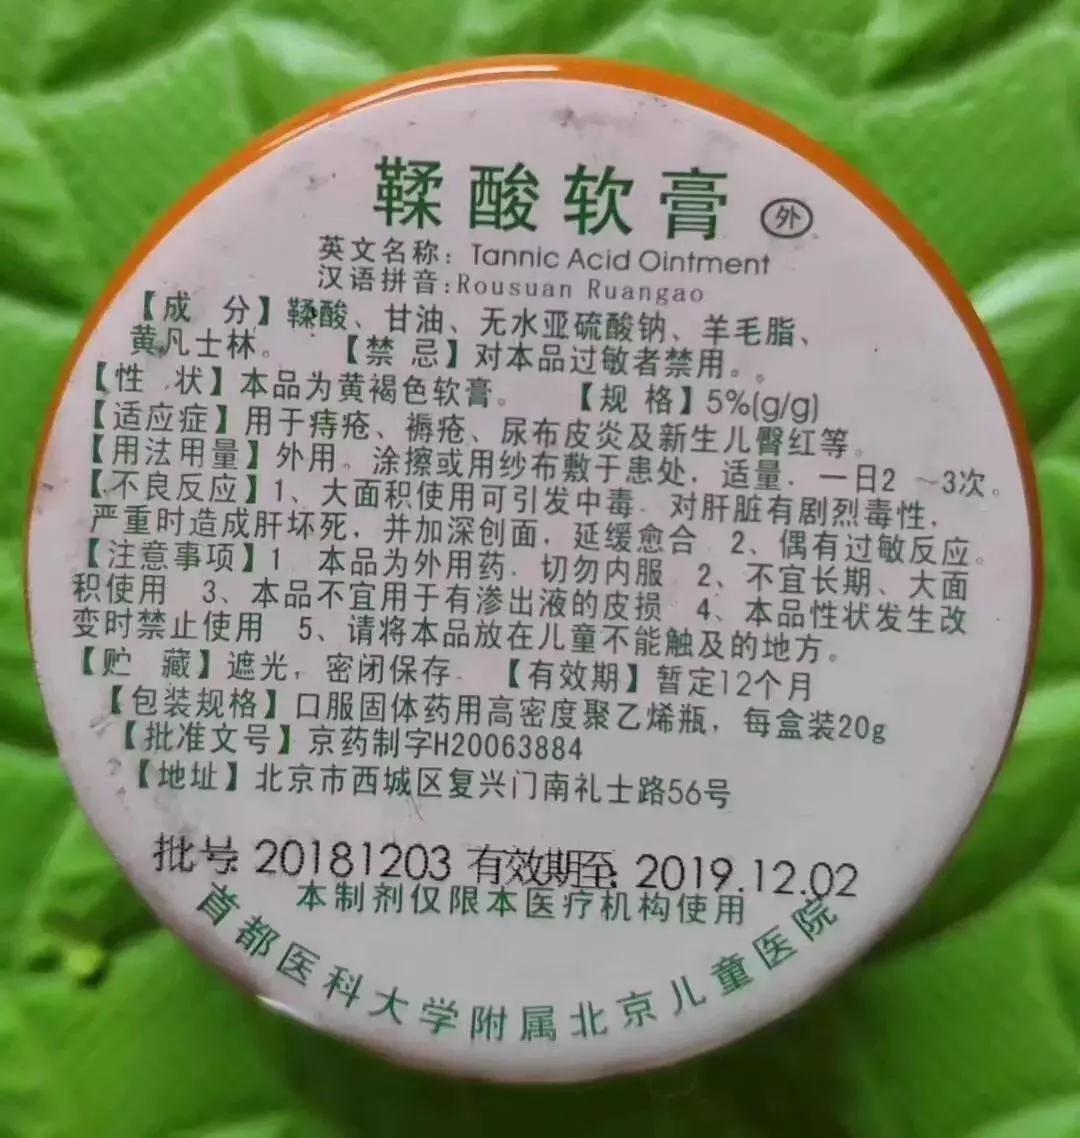 鞣酸软膏 外
英文名称：Tannic Acid Ointment
汉语拼音:Rousuan Ruangao
【成 分】鞣酸、甘油、无水亚硫酸钠、羊毛脂、
黄凡士林。 【禁 忌】对本品过敏者禁用。。
【性 状】本品为黄褐色软膏。 【规 格】5%(g/g)
【适应症】用于痔疮、褥疮、尿布皮炎及新生儿臀红等。
【用法用量】外用。涂擦或用纱布敷于患处，适量，一日2～3次。
【不良反应】1、大面积使用可引发中毒，对肝脏有剧烈毒性，
严重时造成肝坏死，并加深创面，延缓愈合 2、偶有过敏反应。
【注意事项】1 本品为外用药．切勿内服 2、不宜长期、大面
积使用 3、本品不宜用于有渗出液的皮损 4、本品性状发生改
变时禁止使用 5、请将本品放在儿童不能触及的地方。
【贮 藏】遮光，密闭保存． 【有效期】暂定12个月
【包装规格】口服固体药用高密度聚乙烯瓶，每盒装20g
【批准文号】京药制字H20063884
【地址】北京市西城区复兴门南礼士路56号
批号: 20181203 有效期至: 2019.12.02
本制剂仅限本医疗机构使用
首都医科大学附属北京儿童医院